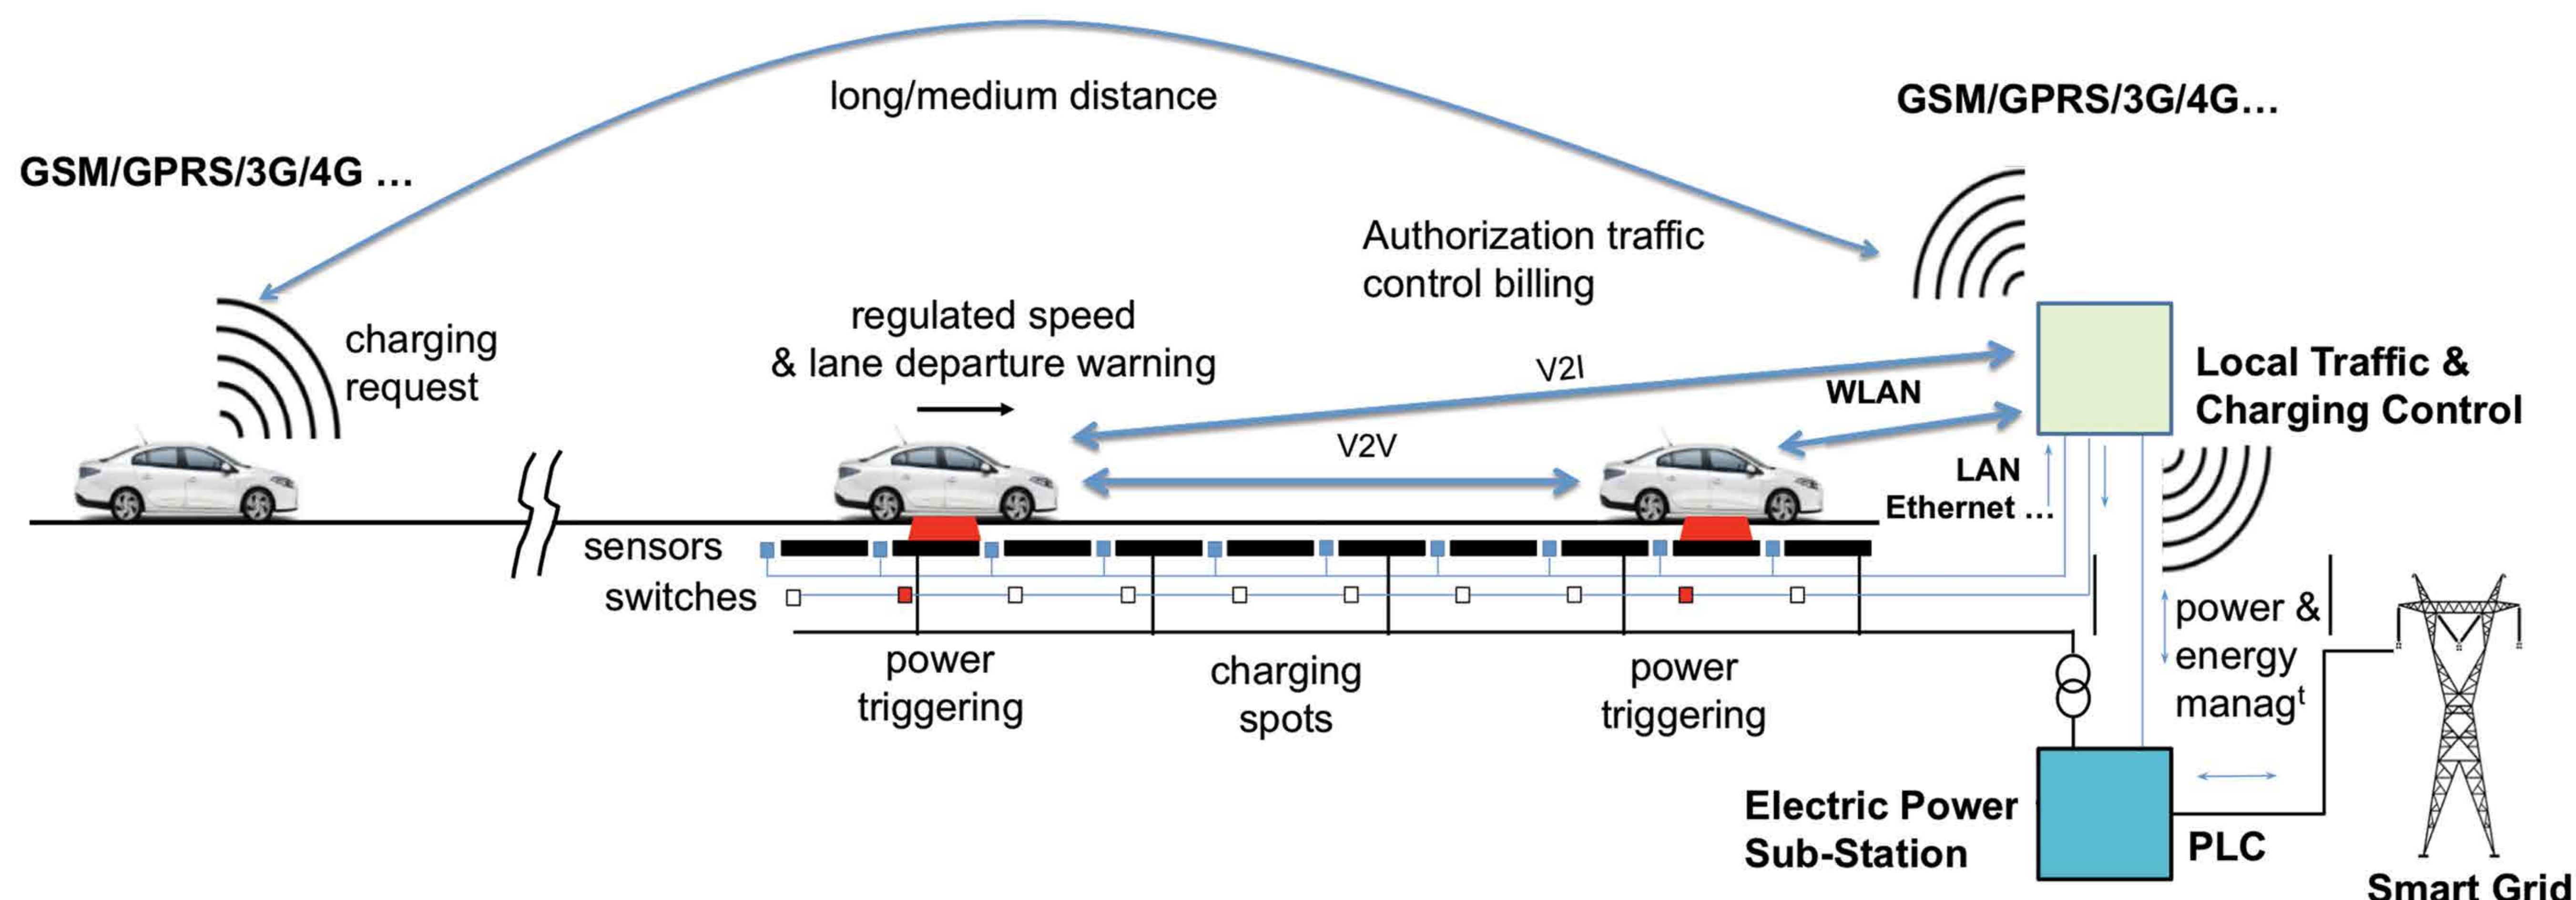 long/medium distance
GSM/GPRS/3G/4G…
GSM/GPRS/3G/4G …
Authorization traffic
control billing
charging
request
regulated speed
& lane departure warning
V2I
WLAN
V2V
Local Traffic &
Charging Control
LAN
Ethernet …
sensors
switches
power
triggering
charging
spots
power
triggering
power &
energy
managᵗ
Electric Power
Sub-Station
PLC
Smart Grid